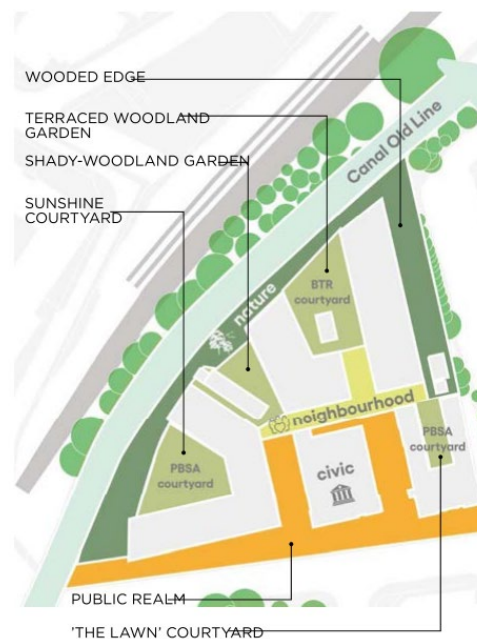 WOODED EDGE
TERRACED WOODLAND
GARDEN
SHADY-WOODLAND GARDEN
SUNSHINE
COURTYARD
Canal Old Line
BTR
courtyard
nature
neighbourhood
PBSA
courtyard
civic
PBSA
courtyard
PUBLIC REALM
'THE LAWN' COURTYARD